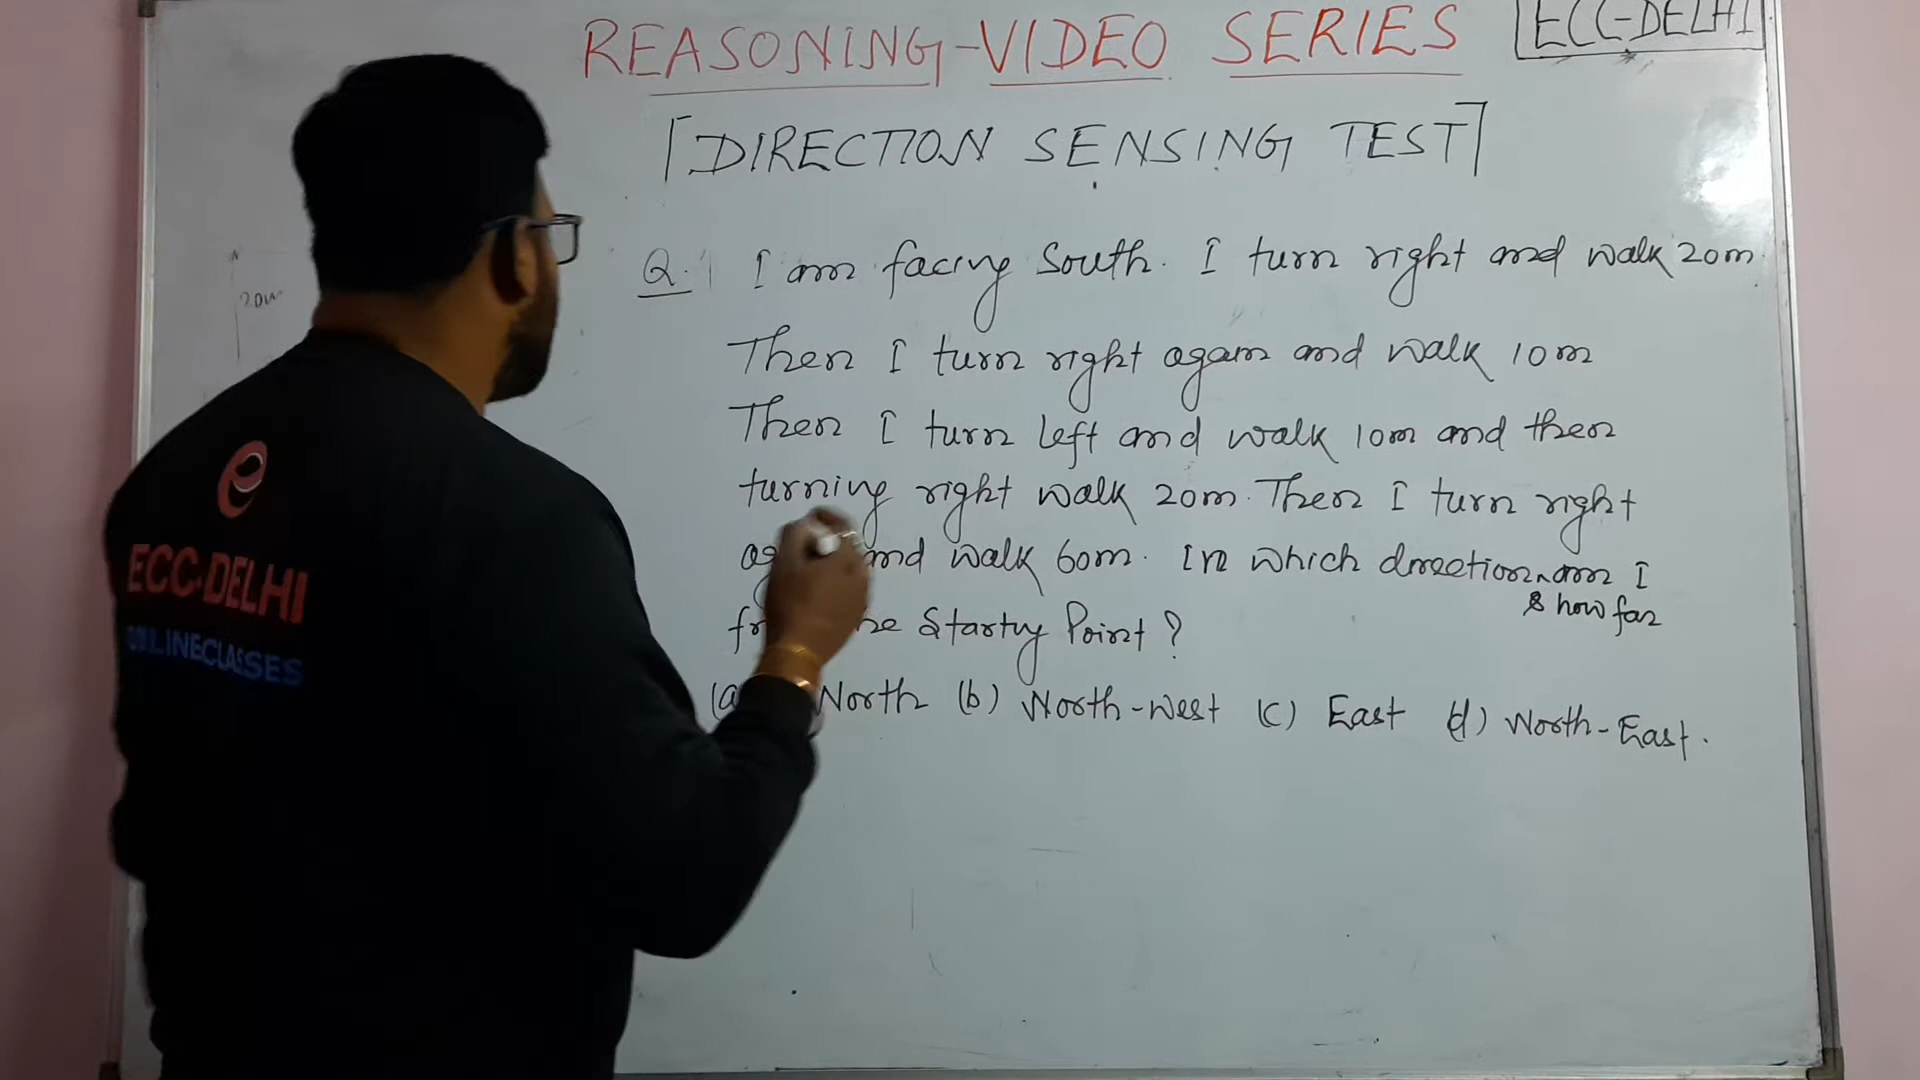 REASONING-VIDEO SERIES
ECC-DELHI
[DIRECTION SENSING TEST]
Q.1 I am facing South. I turn right and walk 20m.
Then I turn right again and walk 10m
Then I turn left and walk 10m and then
turning right walk 20m. Then I turn right
and walk 60m. In which direction am I
& how far
Starting Point?
North (b) North-West (c) East (d) North-East.
20m
e
ECC-DELHI
ONLINECLASSES